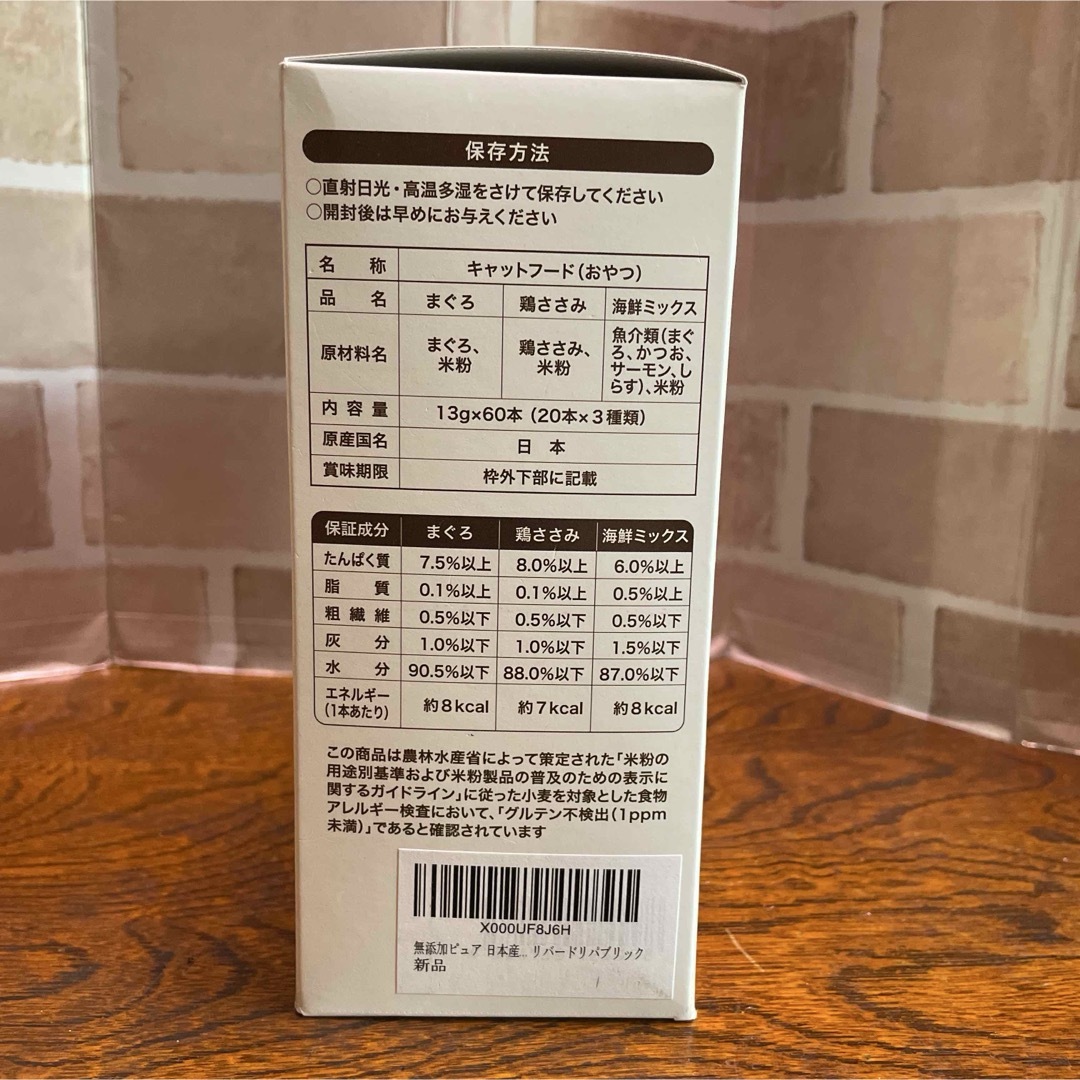 保存方法
○直射日光・高温多湿をさけて保存してください
○開封後は早めにお与えください
名称 キャットフード(おやつ)
品名 まぐろ 鶏ささみ 海鮮ミックス
原材料名 まぐろ、米粉 鶏ささみ、米粉 魚介類(まぐろ、かつお、サーモン、しらす)、米粉
内容量 13g×60本(20本×3種類)
原産国名 日本
賞味期限 枠外下部に記載
保証成分 まぐろ 鶏ささみ 海鮮ミックス
たんぱく質 7.5%以上 8.0%以上 6.0%以上
脂質 0.1%以上 0.1%以上 0.5%以上
粗繊維 0.5%以下 0.5%以下 0.5%以下
灰分 1.0%以下 1.0%以下 1.5%以下
水分 90.5%以下 88.0%以下 87.0%以下
エネルギー(1本あたり) 約8kcal 約7kcal 約8kcal
この商品は農林水産省によって策定された「米粉の
用途別基準および米粉製品の普及のための表示に
関するガイドライン」に従った小麦を対象とした食物
アレルギー検査において、「グルテン不検出(1ppm
未満)」であると確認されています
X000UF8J6H
無添加ピュア 日本産... リバードリパブリック
新品